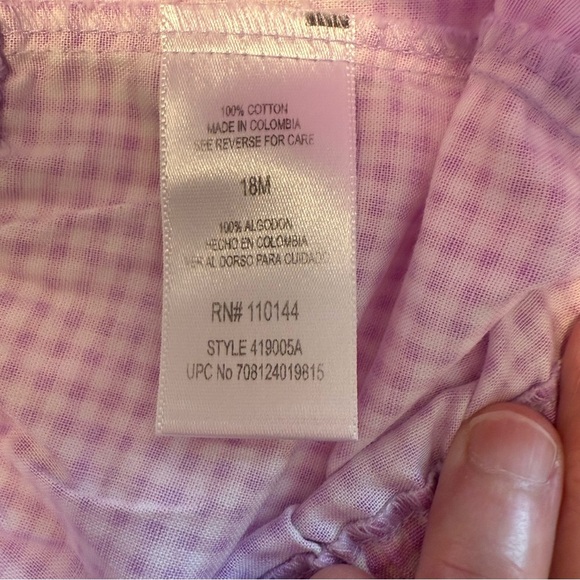 100% COTTON
MADE IN COLOMBIA
SEE REVERSE FOR CARE
18M
100% ALGODON
HECHO EN COLOMBIA
VER AL DORSO PARA CUIDADO
RN# 110144
STYLE 419005A
UPC No 708124019815